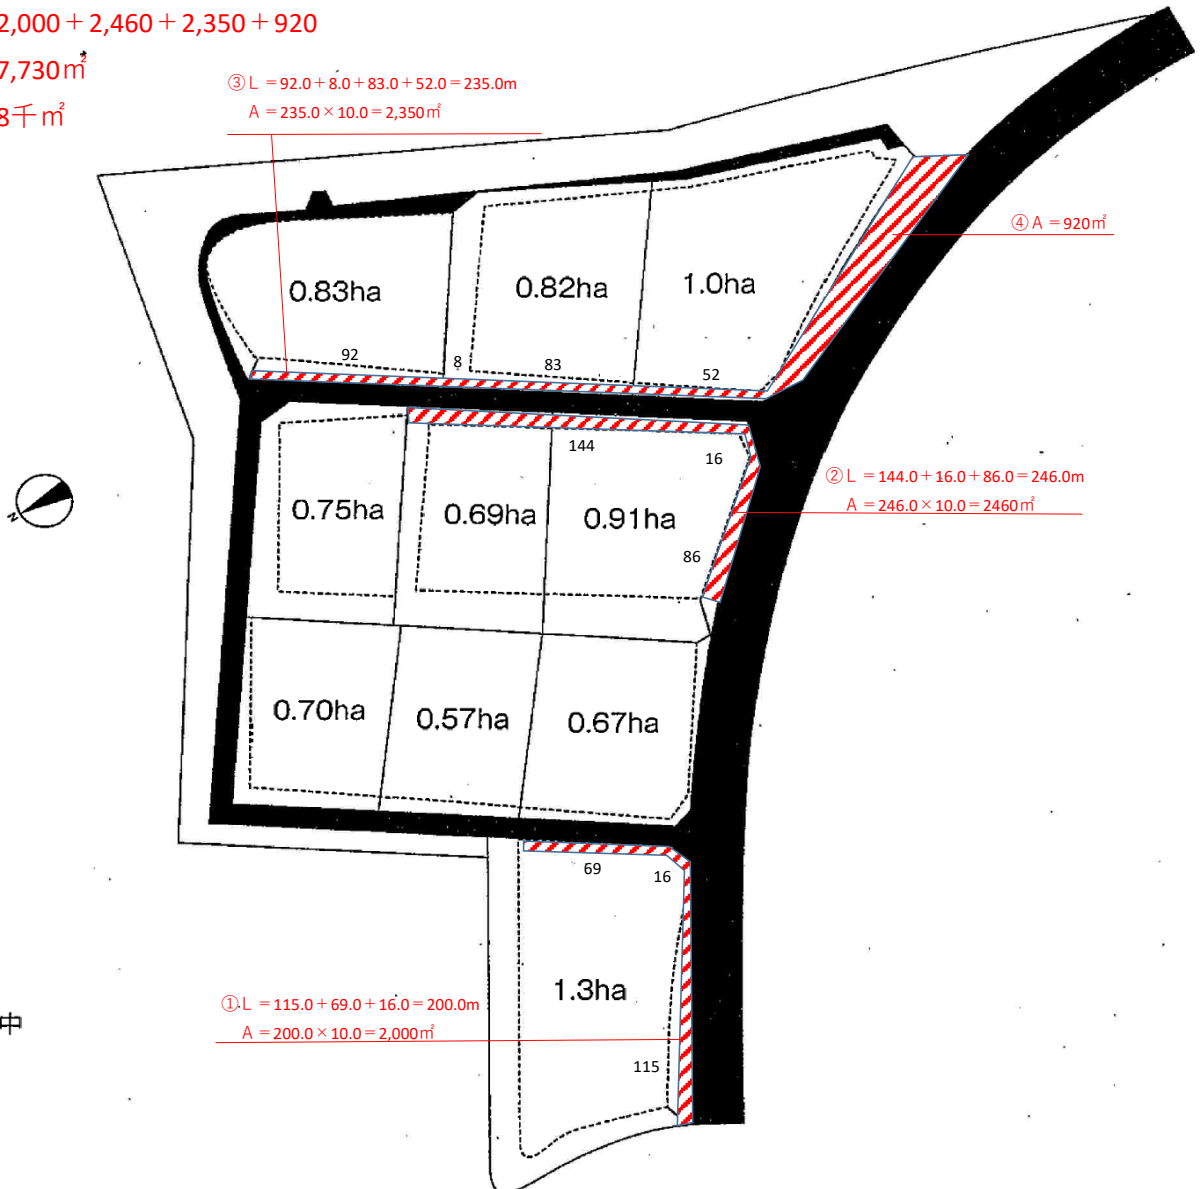 2,000＋2,460＋2,350＋920
7,730㎡
8千㎡
③L＝92.0＋8.0＋83.0＋52.0＝235.0m
A＝235.0×10.0＝2,350㎡
④A＝920㎡
0.83ha
0.82ha
1.0ha
92
8
83
52
144
16
②L＝144.0＋16.0＋86.0＝246.0m
A＝246.0×10.0＝2460㎡
0.75ha
0.69ha
0.91ha
86
N
0.70ha
0.57ha
0.67ha
69
16
1.3ha
①L＝115.0＋69.0＋16.0＝200.0m
A＝200.0×10.0＝2,000㎡
中
115